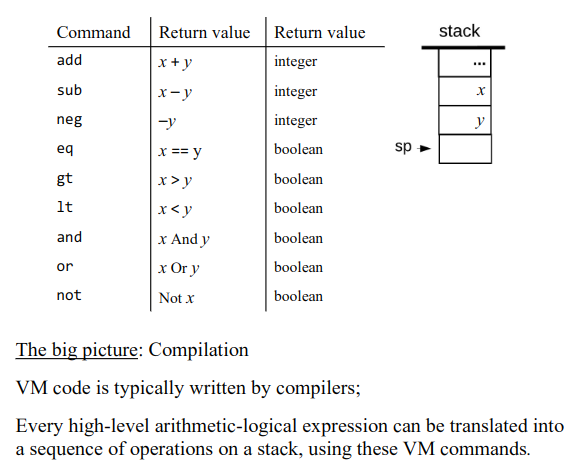 Command Return value Return value stack
add x + y integer ...
sub x − y integer x
neg −y integer y
eq x == y boolean sp
gt x > y boolean
lt x < y boolean
and x And y boolean
or x Or y boolean
not Not x boolean
The big picture: Compilation
VM code is typically written by compilers;
Every high-level arithmetic-logical expression can be translated into
a sequence of operations on a stack, using these VM commands.